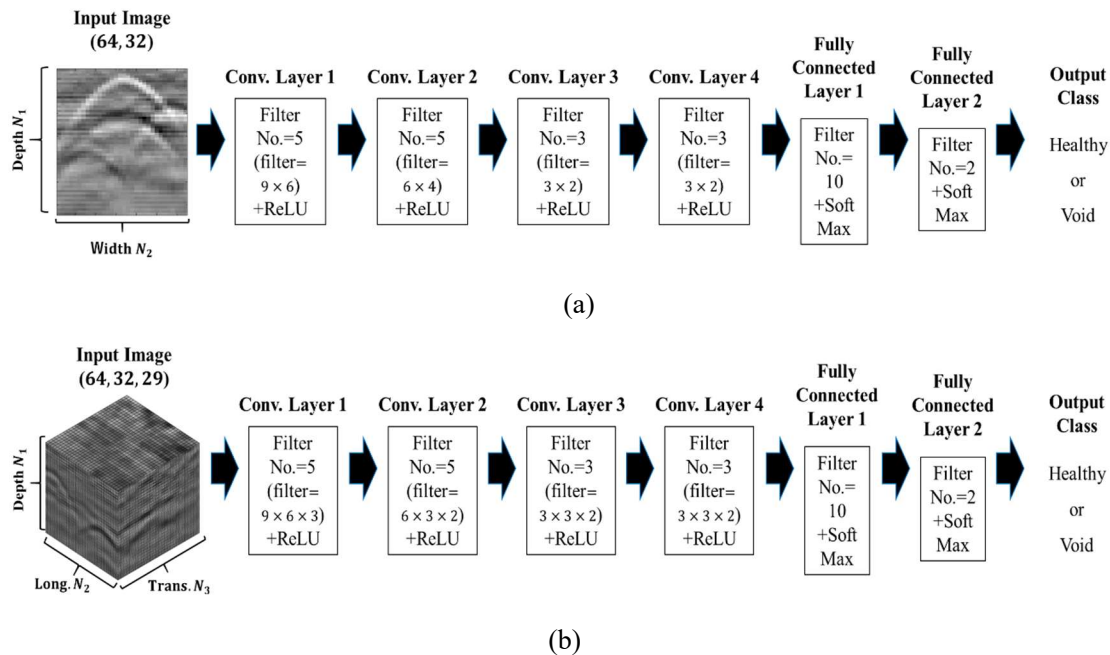 Input Image
(64, 32)
Depth N₁
Width N₂
Conv. Layer 1
Filter
No.=5
(filter=
9 × 6)
+ReLU
Conv. Layer 2
Filter
No.=5
(filter=
6 × 4)
+ReLU
Conv. Layer 3
Filter
No.=3
(filter=
3 × 2)
+ReLU
Conv. Layer 4
Filter
No.=3
(filter=
3 × 2)
+ReLU
Fully
Connected
Layer 1
Filter
No.=
10
+Soft
Max
Fully
Connected
Layer 2
Filter
No.=2
+Soft
Max
Output
Class
Healthy
or
Void
(a)
Input Image
(64, 32, 29)
Depth N₁
Long. N₂
Trans. N₃
Conv. Layer 1
Filter
No.=5
(filter=
9 × 6 × 3)
+ReLU
Conv. Layer 2
Filter
No.=5
(filter=
6 × 3 × 2)
+ReLU
Conv. Layer 3
Filter
No.=3
(filter=
3 × 3 × 2)
+ReLU
Conv. Layer 4
Filter
No.=3
(filter=
3 × 3 × 2)
+ReLU
Fully
Connected
Layer 1
Filter
No.=
10
+Soft
Max
Fully
Connected
Layer 2
Filter
No.=2
+Soft
Max
Output
Class
Healthy
or
Void
(b)